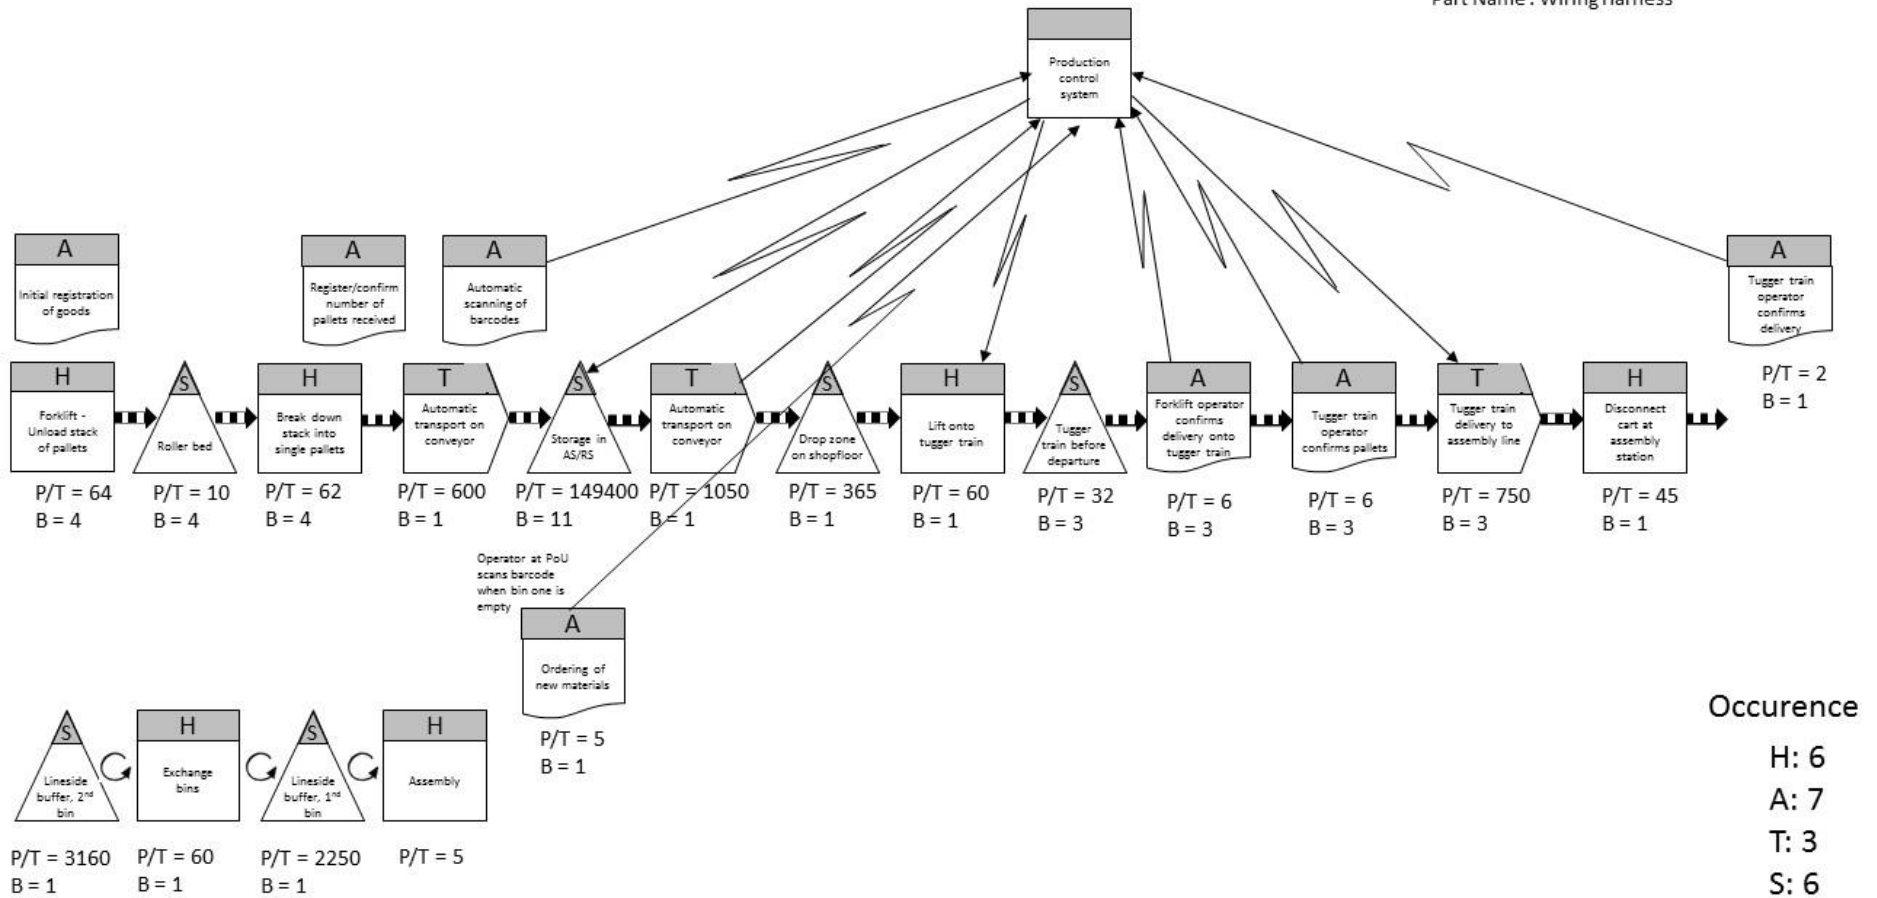 Part Name : Wiring Harness
Production
control
system
A
Initial registration
of goods
A
Register/confirm
number of
pallets received
A
Automatic
scanning of
barcodes
A
Tugger train
operator
confirms
delivery
P/T = 2
B = 1
H
Forklift -
Unload stack
of pallets
P/T = 64
B = 4
S
Roller bed
P/T = 10
B = 4
H
Break down
stack into
single pallets
P/T = 62
B = 4
T
Automatic
transport on
conveyor
P/T = 600
B = 1
S
Storage in
AS/RS
P/T = 149400
B = 11
T
Automatic
transport on
conveyor
P/T = 1050
B = 1
S
Drop zone
on shopfloor
P/T = 365
B = 1
H
Lift onto
tugger train
P/T = 60
B = 1
S
Tugger
train before
departure
P/T = 32
B = 3
A
Forklift operator
confirms
delivery onto
tugger train
P/T = 6
B = 3
A
Tugger train
operator
confirms pallets
P/T = 6
B = 3
T
Tugger train
delivery to
assembly line
P/T = 750
B = 3
H
Disconnect
cart at
assembly
station
P/T = 45
B = 1
Operator at PoU
scans barcode
when bin one is
empty
A
Ordering of
new materials
P/T = 5
B = 1
S
Lineside
buffer, 2nd
bin
P/T = 3160
B = 1
H
Exchange
bins
P/T = 60
B = 1
S
Lineside
buffer, 1nd
bin
P/T = 2250
B = 1
H
Assembly
P/T = 5
Occurence
H: 6
A: 7
T: 3
S: 6